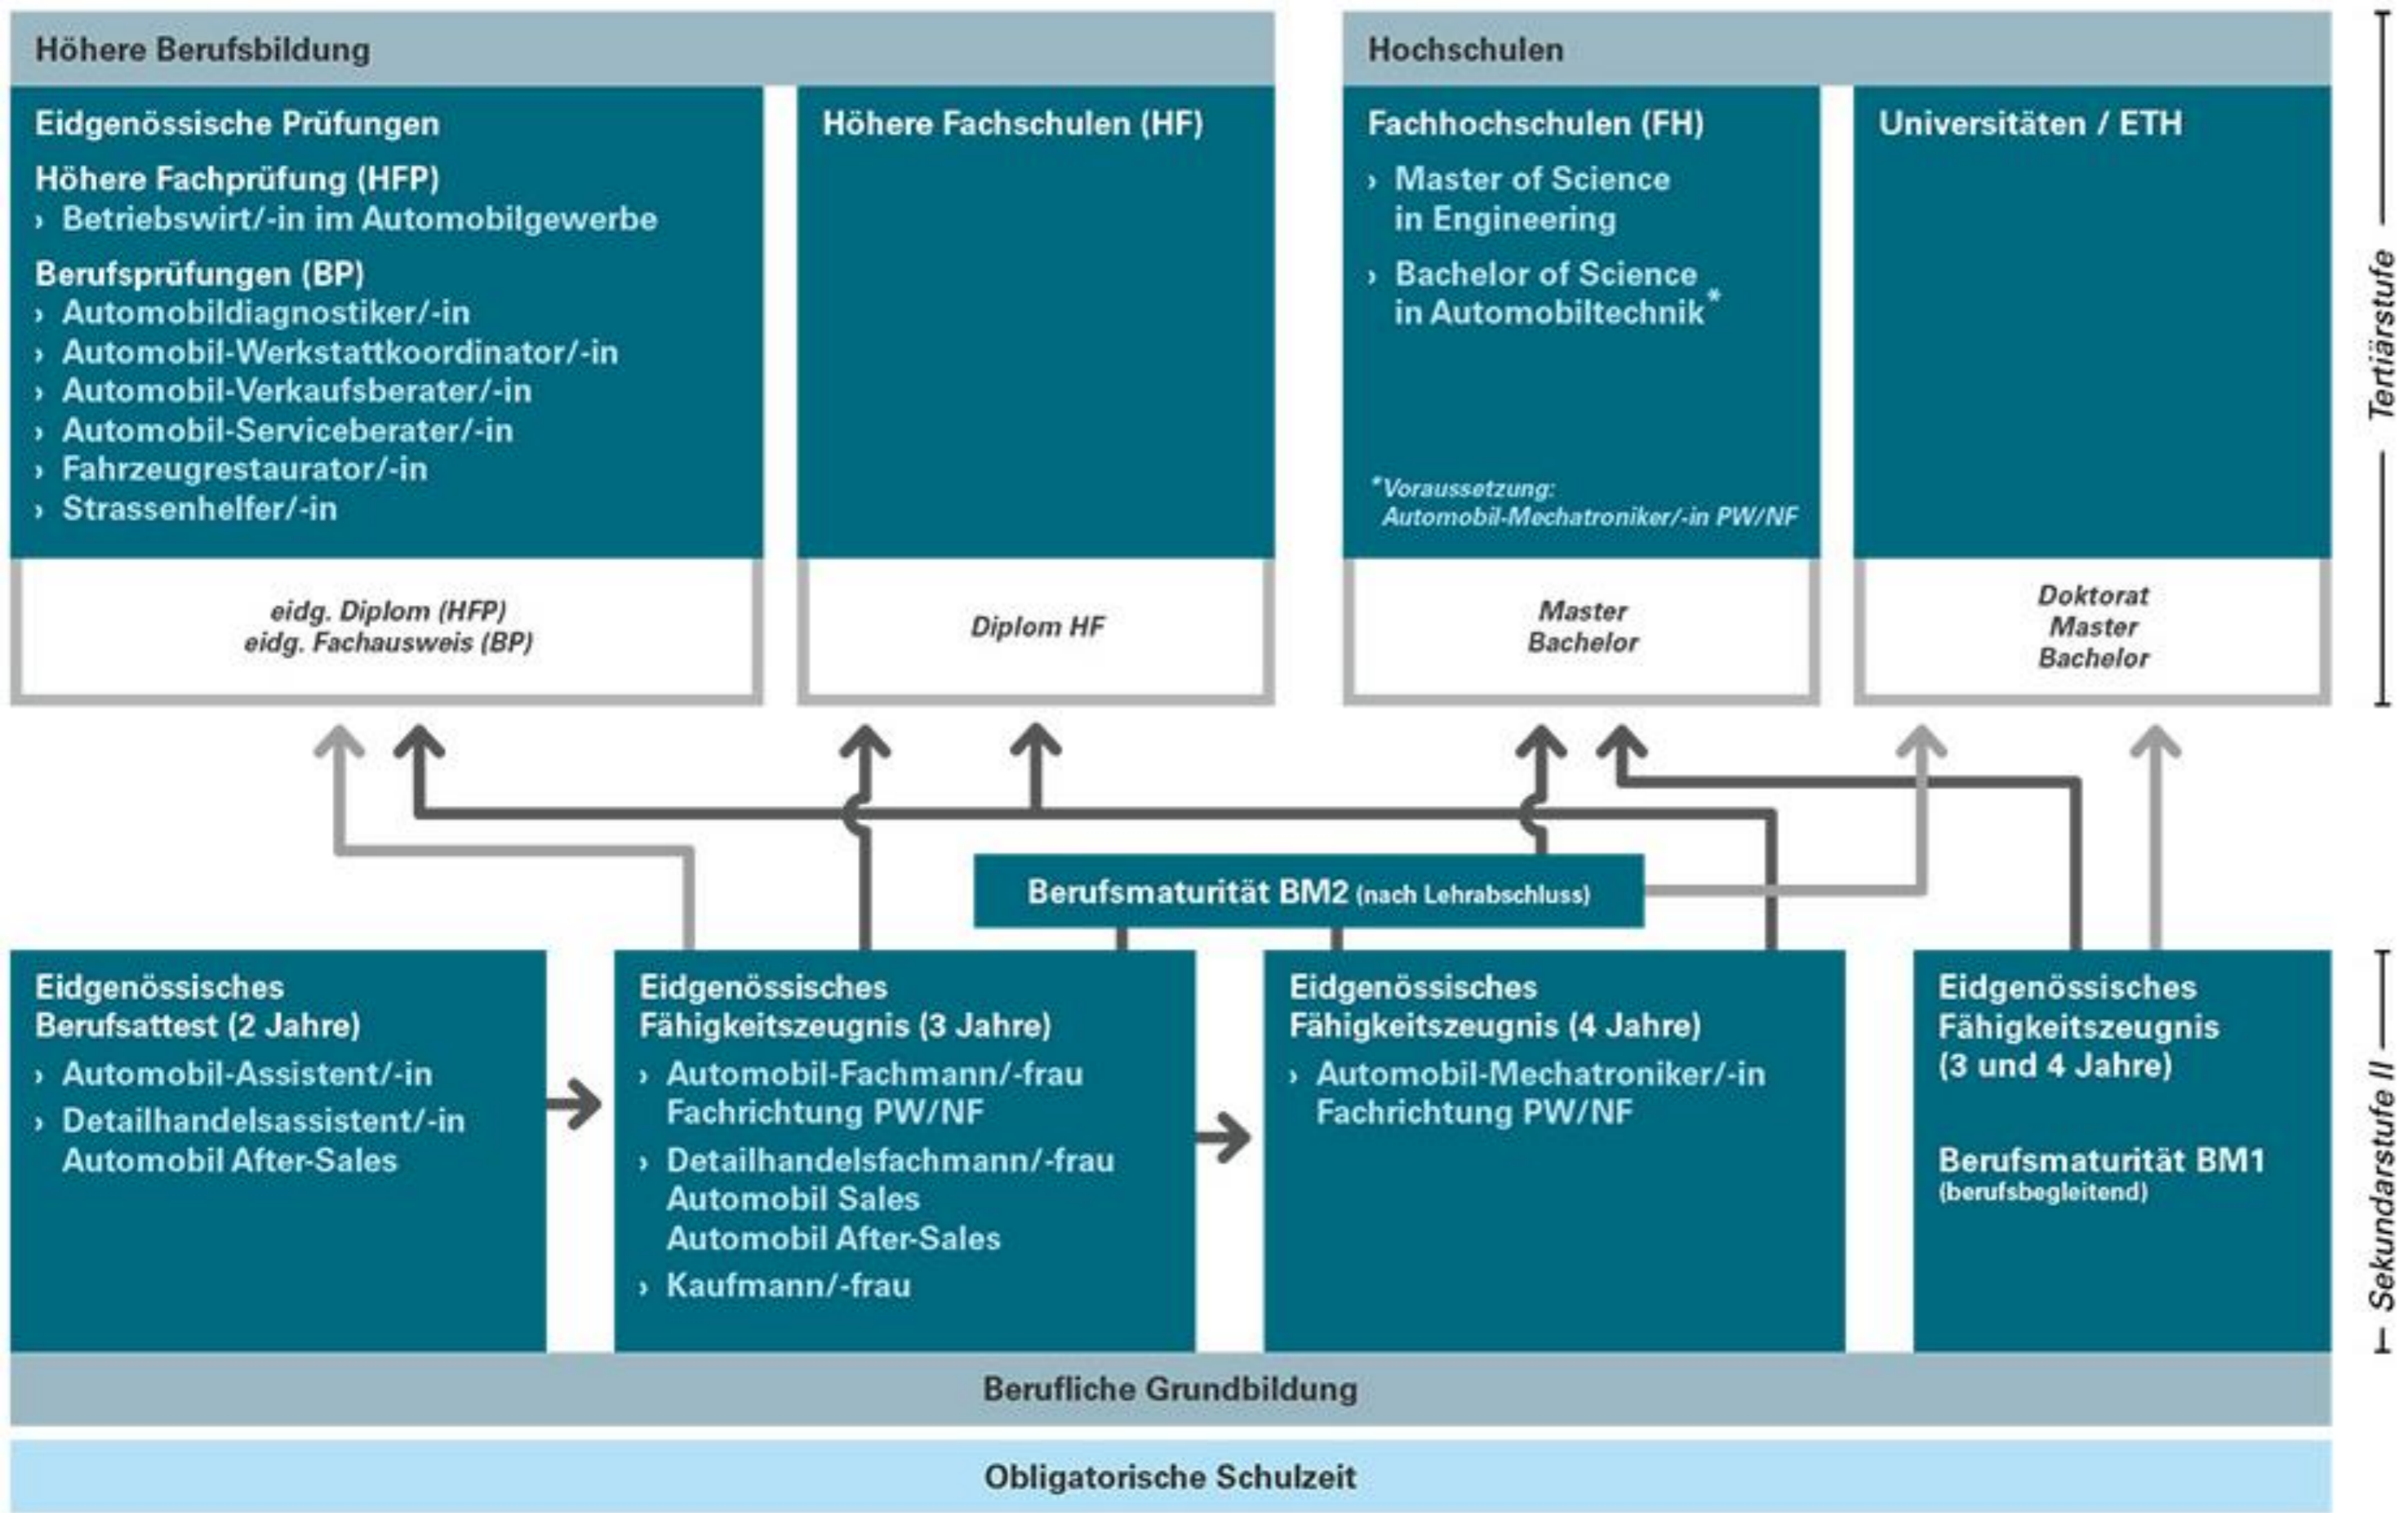 Höhere Berufsbildung
Eidgenössische Prüfungen
Höhere Fachprüfung (HFP)
› Betriebswirt/-in im Automobilgewerbe
Berufsprüfungen (BP)
› Automobildiagnostiker/-in
› Automobil-Werkstattkoordinator/-in
› Automobil-Verkaufsberater/-in
› Automobil-Serviceberater/-in
› Fahrzeugrestaurator/-in
› Strassenhelfer/-in
eidg. Diplom (HFP)
eidg. Fachausweis (BP)
Höhere Fachschulen (HF)
Diplom HF
Hochschulen
Fachhochschulen (FH)
› Master of Science
in Engineering
› Bachelor of Science
in Automobiltechnik*
*Voraussetzung:
Automobil-Mechatroniker/-in PW/NF
Master
Bachelor
Universitäten / ETH
Doktorat
Master
Bachelor
Tertiärstufe
Berufsmaturität BM2 (nach Lehrabschluss)
Eidgenössisches
Berufsattest (2 Jahre)
› Automobil-Assistent/-in
› Detailhandelsassistent/-in
Automobil After-Sales
Eidgenössisches
Fähigkeitszeugnis (3 Jahre)
› Automobil-Fachmann/-frau
Fachrichtung PW/NF
› Detailhandelsfachmann/-frau
Automobil Sales
Automobil After-Sales
› Kaufmann/-frau
Eidgenössisches
Fähigkeitszeugnis (4 Jahre)
› Automobil-Mechatroniker/-in
Fachrichtung PW/NF
Eidgenössisches
Fähigkeitszeugnis
(3 und 4 Jahre)
Berufsmaturität BM1
(berufsbegleitend)
Sekundarstufe II
Berufliche Grundbildung
Obligatorische Schulzeit